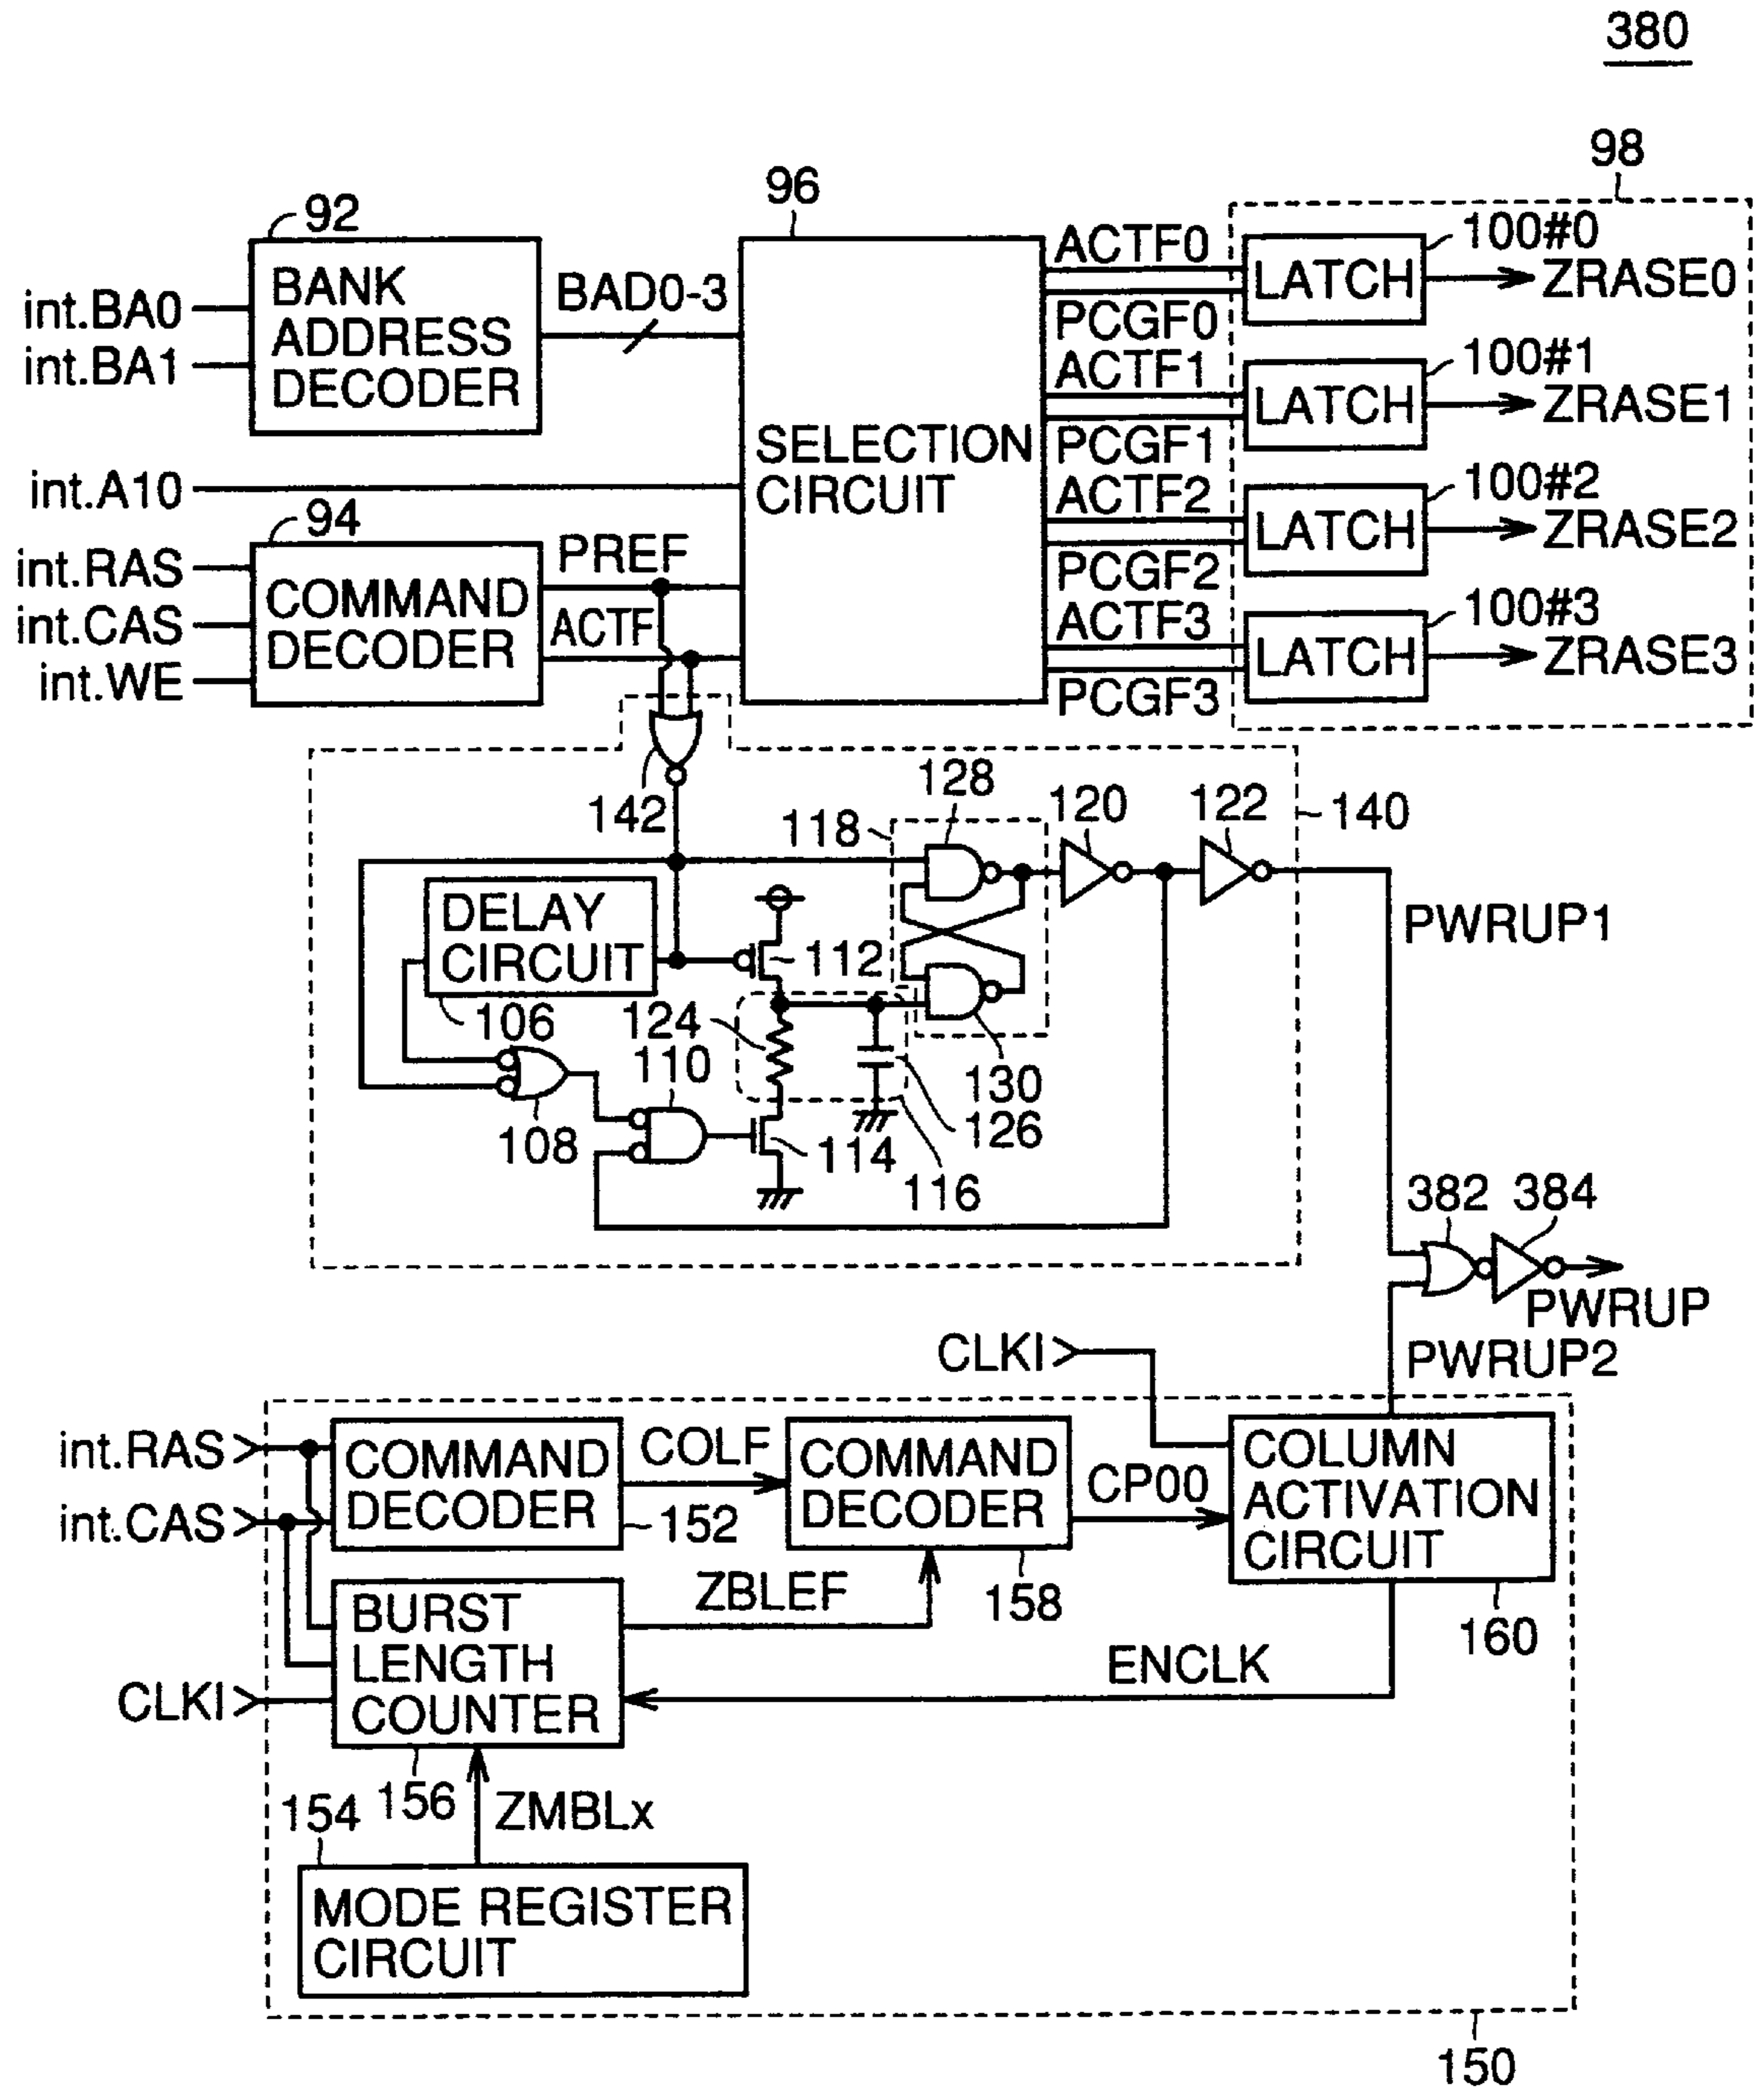 380
98
96
92
BANK
ADDRESS
DECODER
int.BA0
int.BA1
BAD0-3
int.A10
94
COMMAND
DECODER
int.RAS
int.CAS
int.WE
PREF
ACTF
SELECTION
CIRCUIT
ACTF0
PCGF0
ACTF1
PCGF1
ACTF2
PCGF2
ACTF3
PCGF3
LATCH
100#0
ZRASE0
LATCH
100#1
ZRASE1
LATCH
100#2
ZRASE2
LATCH
100#3
ZRASE3
142
128
120
122
140
118
DELAY
CIRCUIT
106
112
124
110
108
114
130
126
116
PWRUP1
382
384
PWRUP
PWRUP2
CLKI
int.RAS
int.CAS
COMMAND
DECODER
152
COLF
COMMAND
DECODER
158
CP00
COLUMN
ACTIVATION
CIRCUIT
160
BURST
LENGTH
COUNTER
156
ZBLEF
ENCLK
CLKI
154
ZMBLx
MODE REGISTER
CIRCUIT
150